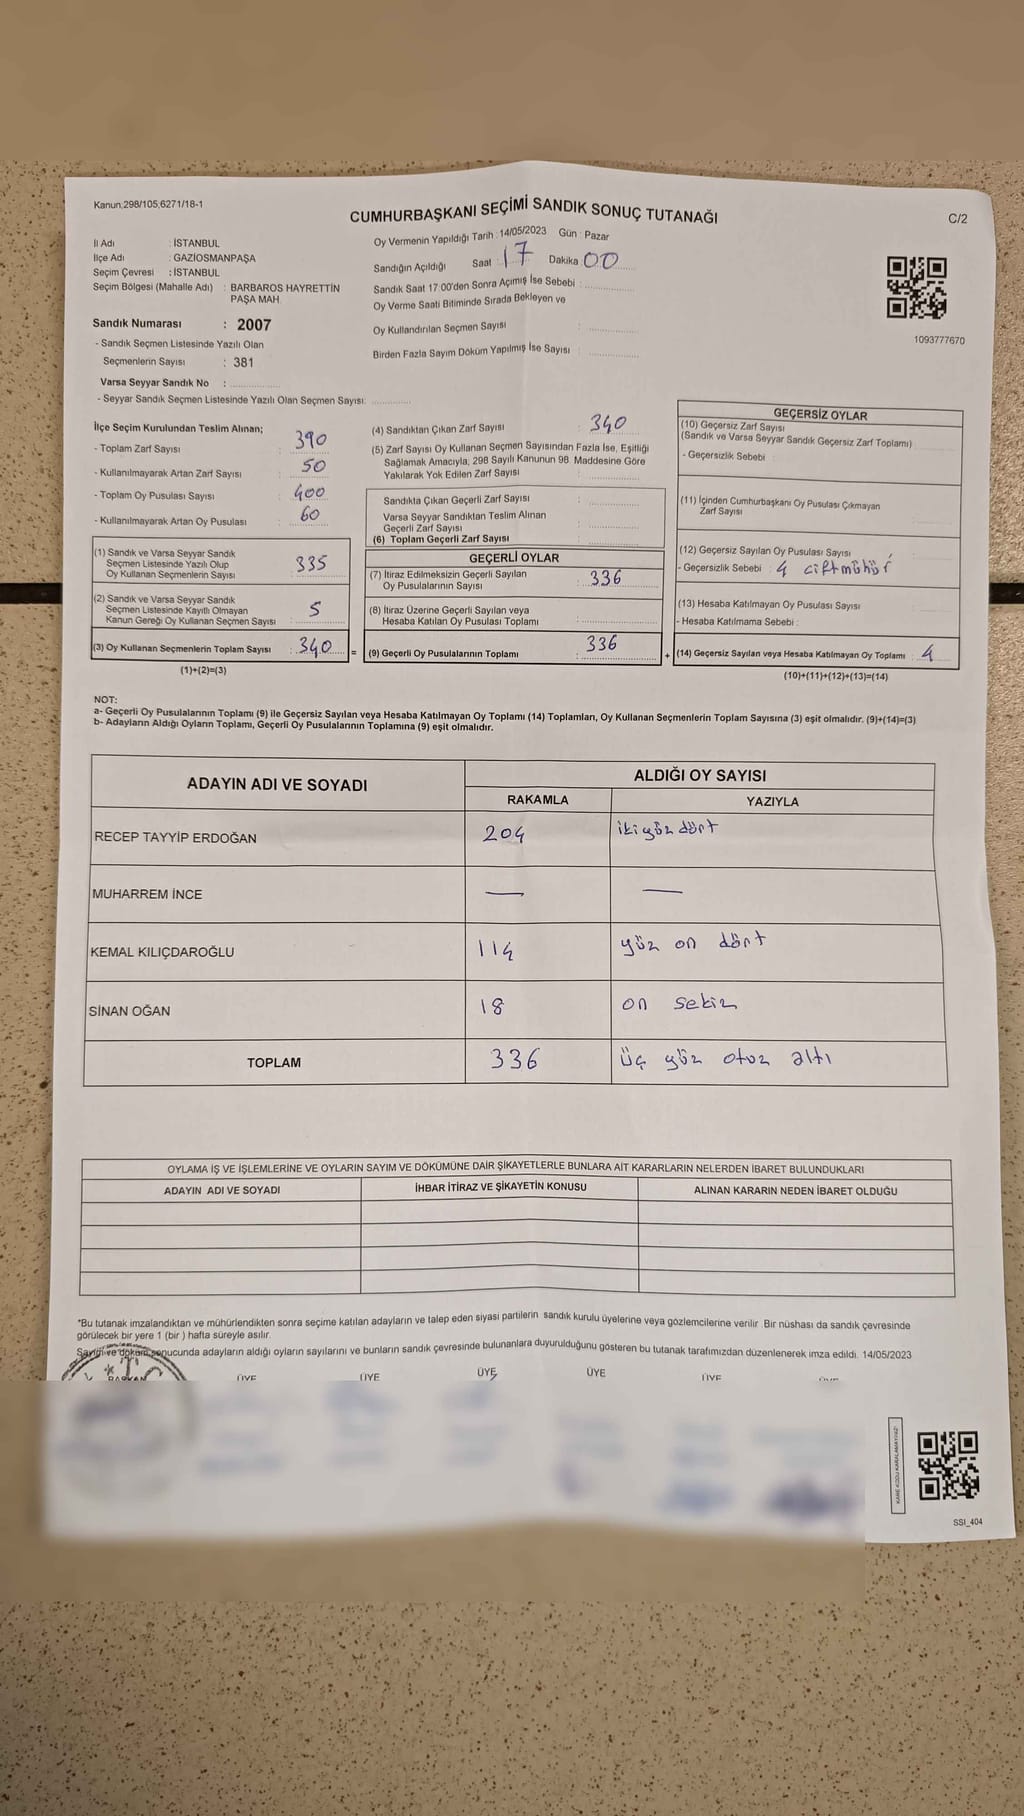 Kanun,298/105,6271/18-1
CUMHURBAŞKANI SEÇİMİ SANDIK SONUÇ TUTANAĞI
C/2
İl Adı : İSTANBUL
İlçe Adı : GAZİOSMANPAŞA
Seçim Çevresi : İSTANBUL
Seçim Bölgesi (Mahalle Adı) : BARBAROS HAYRETTİN
PAŞA MAH.
Sandık Numarası : 2007
- Sandık Seçmen Listesinde Yazılı Olan
Seçmenlerin Sayısı : 381
Varsa Seyyar Sandık No :
- Seyyar Sandık Seçmen Listesinde Yazılı Olan Seçmen Sayısı:
Oy Vermenin Yapıldığı Tarih : 14/05/2023 Gün : Pazar
Sandığın Açıldığı Saat : 17 Dakika : 00
Sandık Saat 17:00'den Sonra Açımış İse Sebebi :
Oy Verme Saati Bitiminde Sırada Bekleyen ve
Oy Kullandırılan Seçmen Sayısı :
Birden Fazla Sayım Döküm Yapılmış İse Sayısı :
1093777670
İlçe Seçim Kurulundan Teslim Alınan;
- Toplam Zarf Sayısı : 390
- Kullanılmayarak Artan Zarf Sayısı : 50
- Toplam Oy Pusulası Sayısı : 400
- Kullanılmayarak Artan Oy Pusulası : 60
(1) Sandık ve Varsa Seyyar Sandık
Seçmen Listesinde Yazılı Olup
Oy Kullanan Seçmenlerin Sayısı : 335
(2) Sandık ve Varsa Seyyar Sandık
Seçmen Listesinde Kayıtlı Olmayan
Kanun Gereği Oy Kullanan Seçmen Sayısı : 5
(3) Oy Kullanan Seçmenlerin Toplam Sayısı : 340 =
(1)+(2)=(3)
(4) Sandıktan Çıkan Zarf Sayısı : 340
(5) Zarf Sayısı Oy Kullanan Seçmen Sayısından Fazla İse, Eşitliği
Sağlamak Amacıyla, 298 Sayılı Kanunun 98. Maddesine Göre
Yakılarak Yok Edilen Zarf Sayısı :
Sandıkta Çıkan Geçerli Zarf Sayısı :
Varsa Seyyar Sandıktan Teslim Alınan
Geçerli Zarf Sayısı :
(6) Toplam Geçerli Zarf Sayısı :
GEÇERLİ OYLAR
(7) İtiraz Edilmeksizin Geçerli Sayılan
Oy Pusulalarının Sayısı : 336
(8) İtiraz Üzerine Geçerli Sayılan veya
Hesaba Katılan Oy Pusulası Toplamı :
(9) Geçerli Oy Pusulalarının Toplamı : 336 +
GEÇERSİZ OYLAR
(10) Geçersiz Zarf Sayısı
(Sandık ve Varsa Seyyar Sandık Geçersiz Zarf Toplamı) :
- Geçersizlik Sebebi :
(11) İçinden Cumhurbaşkanı Oy Pusulası Çıkmayan
Zarf Sayısı :
(12) Geçersiz Sayılan Oy Pusulası Sayısı :
- Geçersizlik Sebebi : 4 çift mühür
(13) Hesaba Katılmayan Oy Pusulası Sayısı :
- Hesaba Katılmama Sebebi :
(14) Geçersiz Sayılan veya Hesaba Katılmayan Oy Toplamı : 4
(10)+(11)+(12)+(13)=(14)
NOT:
a- Geçerli Oy Pusulalarının Toplamı (9) ile Geçersiz Sayılan veya Hesaba Katılmayan Oy Toplamı (14) Toplamları, Oy Kullanan Seçmenlerin Toplam Sayısına (3) eşit olmalıdır. (9)+(14)=(3)
b- Adayların Aldığı Oyların Toplamı, Geçerli Oy Pusulalarının Toplamına (9) eşit olmalıdır.
ADAYIN ADI VE SOYADI ALDIĞI OY SAYISI
RAKAMLA YAZIYLA
RECEP TAYYİP ERDOĞAN 204 iki yüz dört
MUHARREM İNCE — —
KEMAL KILIÇDAROĞLU 114 yüz on dört
SİNAN OĞAN 18 on sekiz
TOPLAM 336 üç yüz otuz altı
OYLAMA İŞ VE İŞLEMLERİNE VE OYLARIN SAYIM VE DÖKÜMÜNE DAİR ŞİKAYETLERLE BUNLARA AİT KARARLARIN NELERDEN İBARET BULUNDUKLARI
ADAYIN ADI VE SOYADI İHBAR İTİRAZ VE ŞİKAYETİN KONUSU ALINAN KARARIN NEDEN İBARET OLDUĞU
*Bu tutanak imzalandıktan ve mühürlendikten sonra seçime katılan adayların ve talep eden siyasi partilerin sandık kurulu üyelerine veya gözlemcilerine verilir. Bir nüshası da sandık çevresinde
görülecek bir yere 1 (bir ) hafta süreyle asılır.
Sayım ve döküm sonucunda adayların aldığı oyların sayılarını ve bunların sandık çevresinde bulunanlara duyurulduğunu gösteren bu tutanak tarafımızdan düzenlenerek imza edildi. 14/05/2023
BAŞKAN ÜYE ÜYE ÜYE ÜYE ÜYE ÜYE
SSI_404